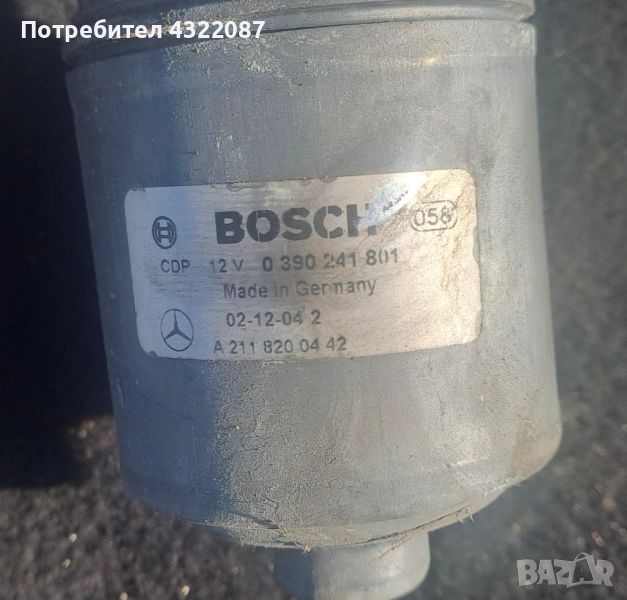 Потребител 4322087
BOSCH 058
CDP 12 V 0 390 241 801
Made in Germany
02-12-04 2
A 211 820 04 42
BAZAR